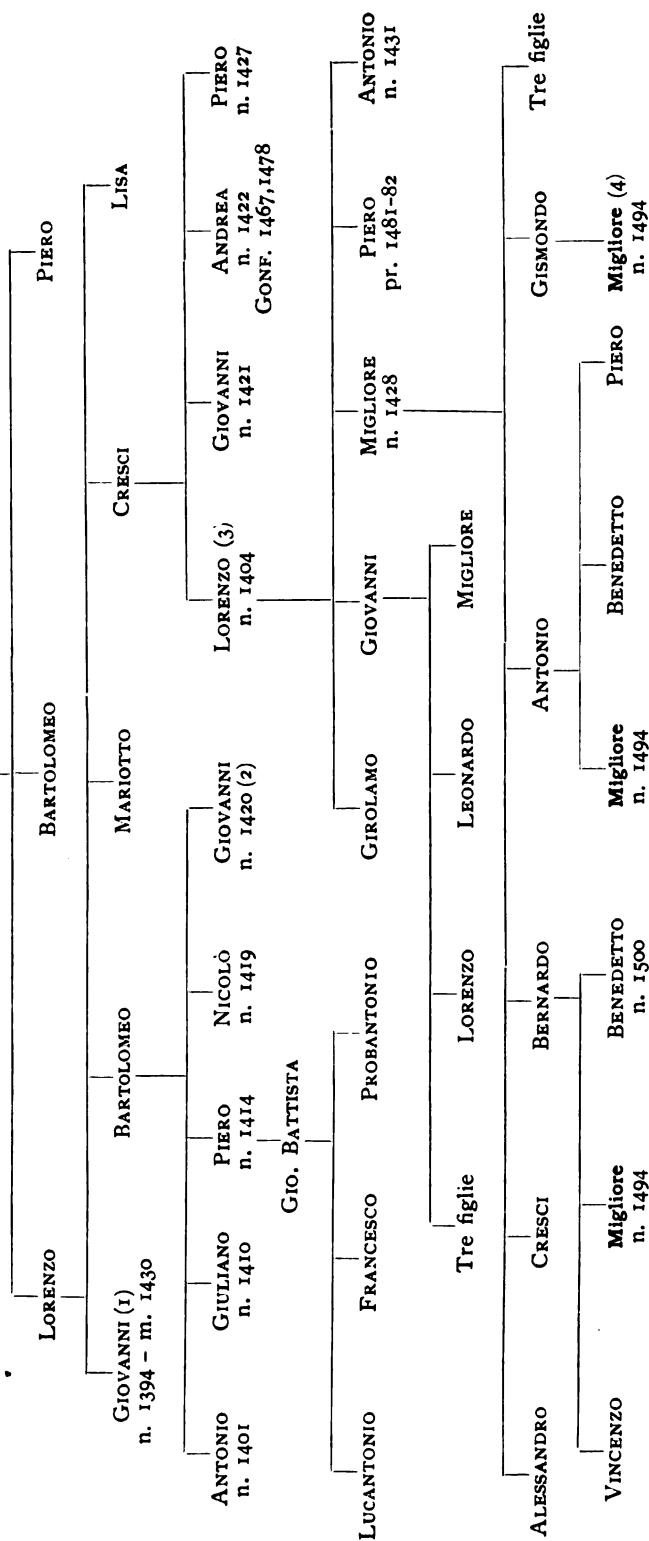 LORENZO
BARTOLOMEO
PIERO
GIOVANNI (1)
n. 1394 – m. 1430
BARTOLOMEO
MARIOTTO
CRESCI
LISA
ANTONIO
n. 1401
GIULIANO
n. 1410
PIERO
n. 1414
NICOLÒ
n. 1419
GIOVANNI
n. 1420 (2)
LORENZO (3)
n. 1404
GIOVANNI
n. 1421
ANDREA
n. 1422
GONF. 1467, 1478
PIERO
n. 1427
GIO. BATTISTA
LUCANTONIO
FRANCESCO
PROBANTONIO
GIROLAMO
GIOVANNI
MIGLIORE
n. 1428
PIERO
pr. 1481-82
ANTONIO
n. 1431
Tre figlie
LORENZO
LEONARDO
MIGLIORE
ALESSANDRO
CRESCI
BERNARDO
ANTONIO
GISMONDO
Tre figlie
VINCENZO
Migliore
n. 1494
BENEDETTO
n. 1500
Migliore
n. 1494
BENEDETTO
PIERO
Migliore (4)
n. 1494